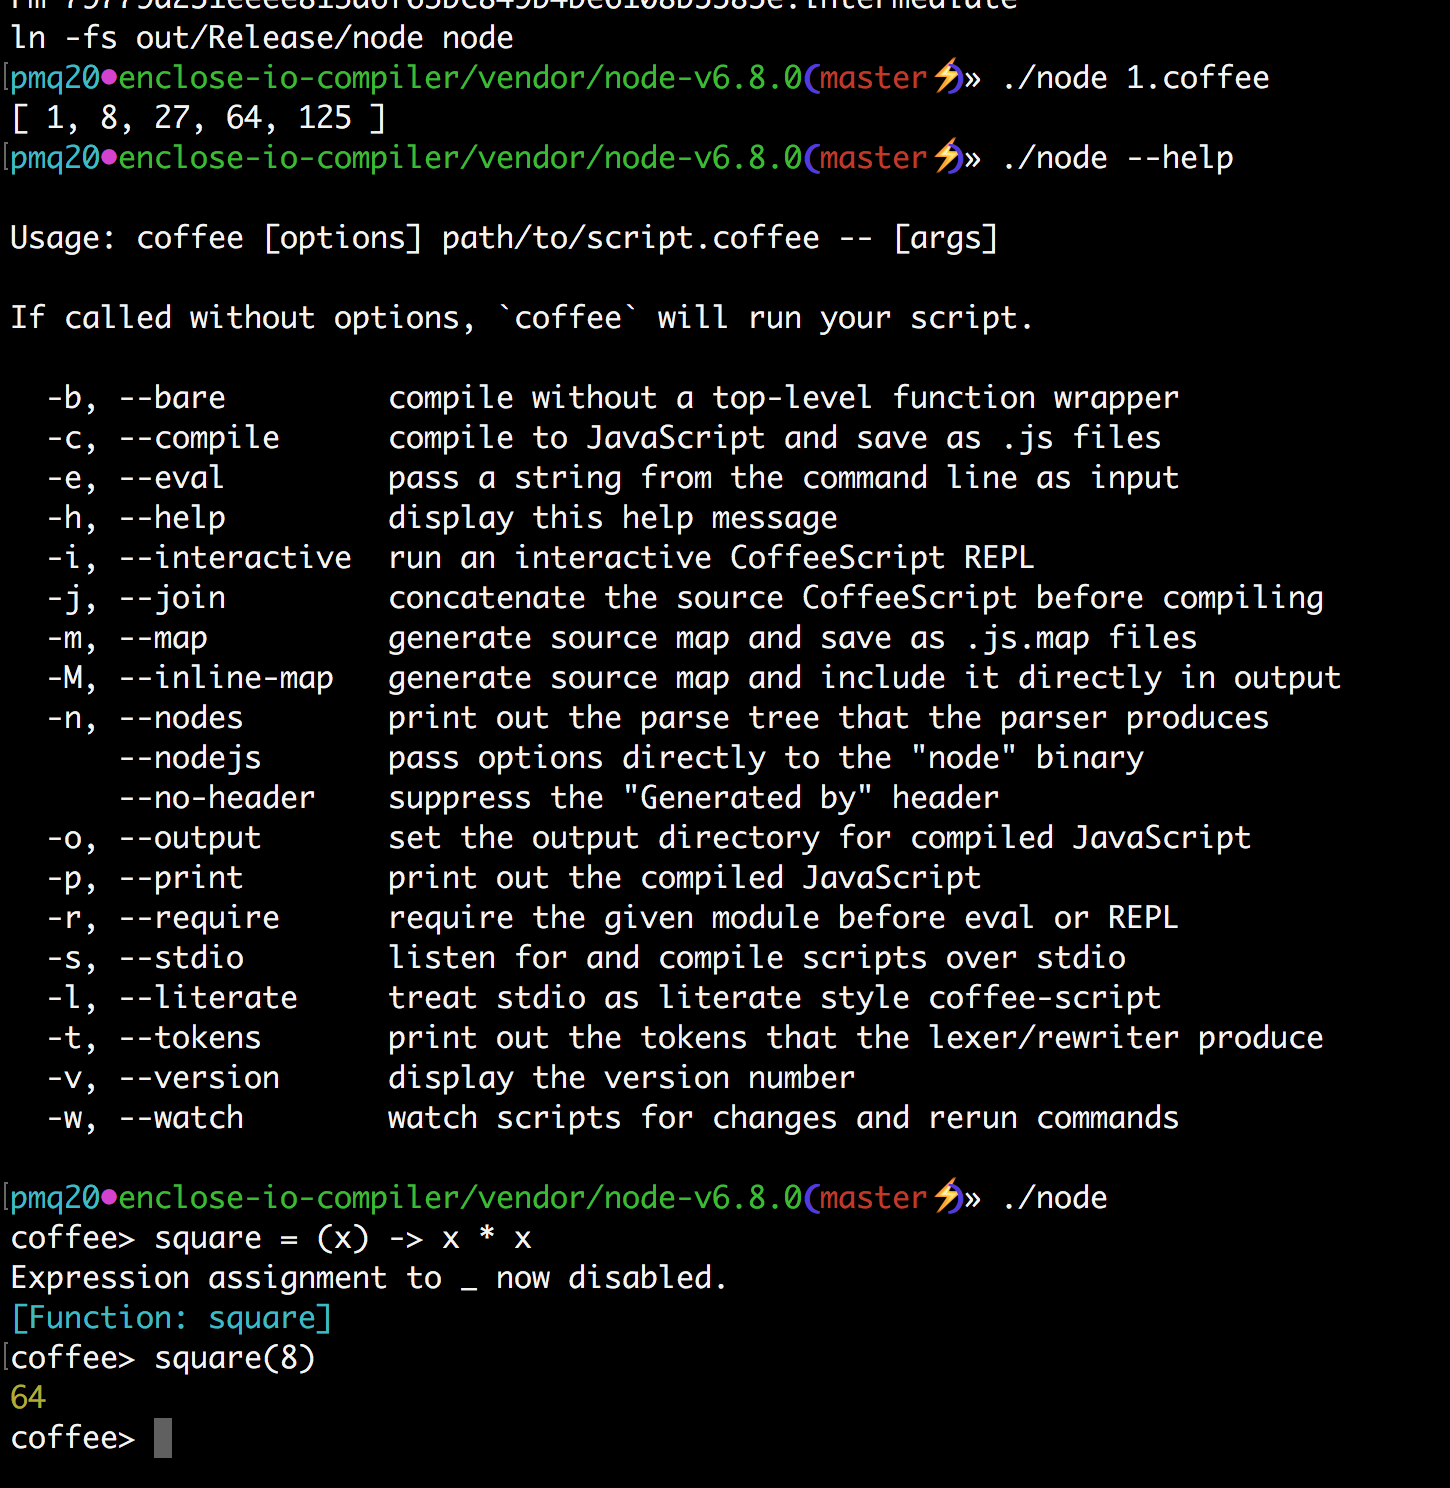 ln -fs out/Release/node node
pmq20●enclose-io-compiler/vendor/node-v6.8.0(master⚡)» ./node 1.coffee
[ 1, 8, 27, 64, 125 ]
pmq20●enclose-io-compiler/vendor/node-v6.8.0(master⚡)» ./node --help
Usage: coffee [options] path/to/script.coffee -- [args]
If called without options, `coffee` will run your script.
-b, --bare compile without a top-level function wrapper
-c, --compile compile to JavaScript and save as .js files
-e, --eval pass a string from the command line as input
-h, --help display this help message
-i, --interactive run an interactive CoffeeScript REPL
-j, --join concatenate the source CoffeeScript before compiling
-m, --map generate source map and save as .js.map files
-M, --inline-map generate source map and include it directly in output
-n, --nodes print out the parse tree that the parser produces
--nodejs pass options directly to the "node" binary
--no-header suppress the "Generated by" header
-o, --output set the output directory for compiled JavaScript
-p, --print print out the compiled JavaScript
-r, --require require the given module before eval or REPL
-s, --stdio listen for and compile scripts over stdio
-l, --literate treat stdio as literate style coffee-script
-t, --tokens print out the tokens that the lexer/rewriter produce
-v, --version display the version number
-w, --watch watch scripts for changes and rerun commands
pmq20●enclose-io-compiler/vendor/node-v6.8.0(master⚡)» ./node
coffee> square = (x) -> x * x
Expression assignment to _ now disabled.
[Function: square]
coffee> square(8)
64
coffee>